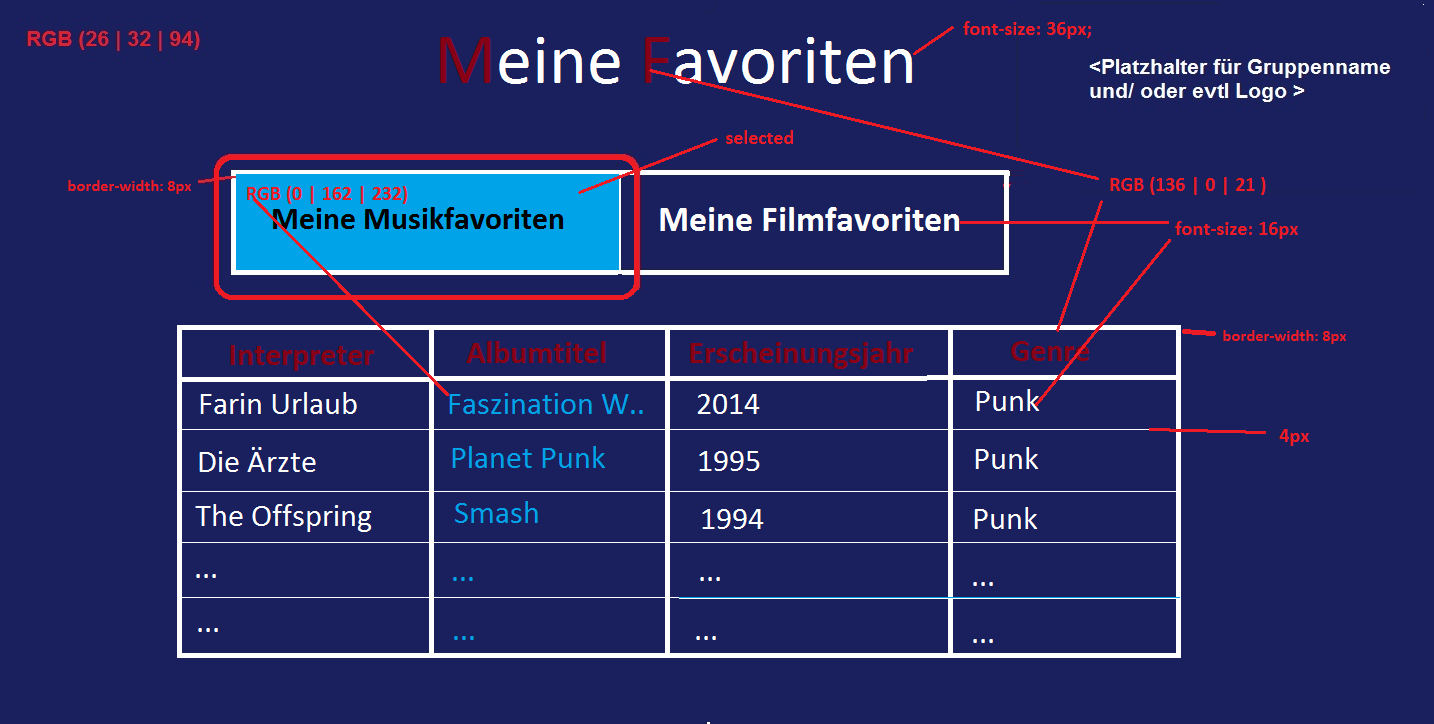 RGB (26 | 32 | 94)
Meine Favoriten
font-size: 36px;
<Platzhalter für Gruppenname
und/ oder evtl Logo >
selected
border-width: 8px
RGB (0 | 162 | 232)
Meine Musikfavoriten
Meine Filmfavoriten
RGB (136 | 0 | 21 )
font-size: 16px
border-width: 8px
Interpreter Albumtitel Erscheinungsjahr Genre
Farin Urlaub Faszination W.. 2014 Punk
4px
Die Ärzte Planet Punk 1995 Punk
The Offspring Smash 1994 Punk
... ... ... ...
... ... ... ...